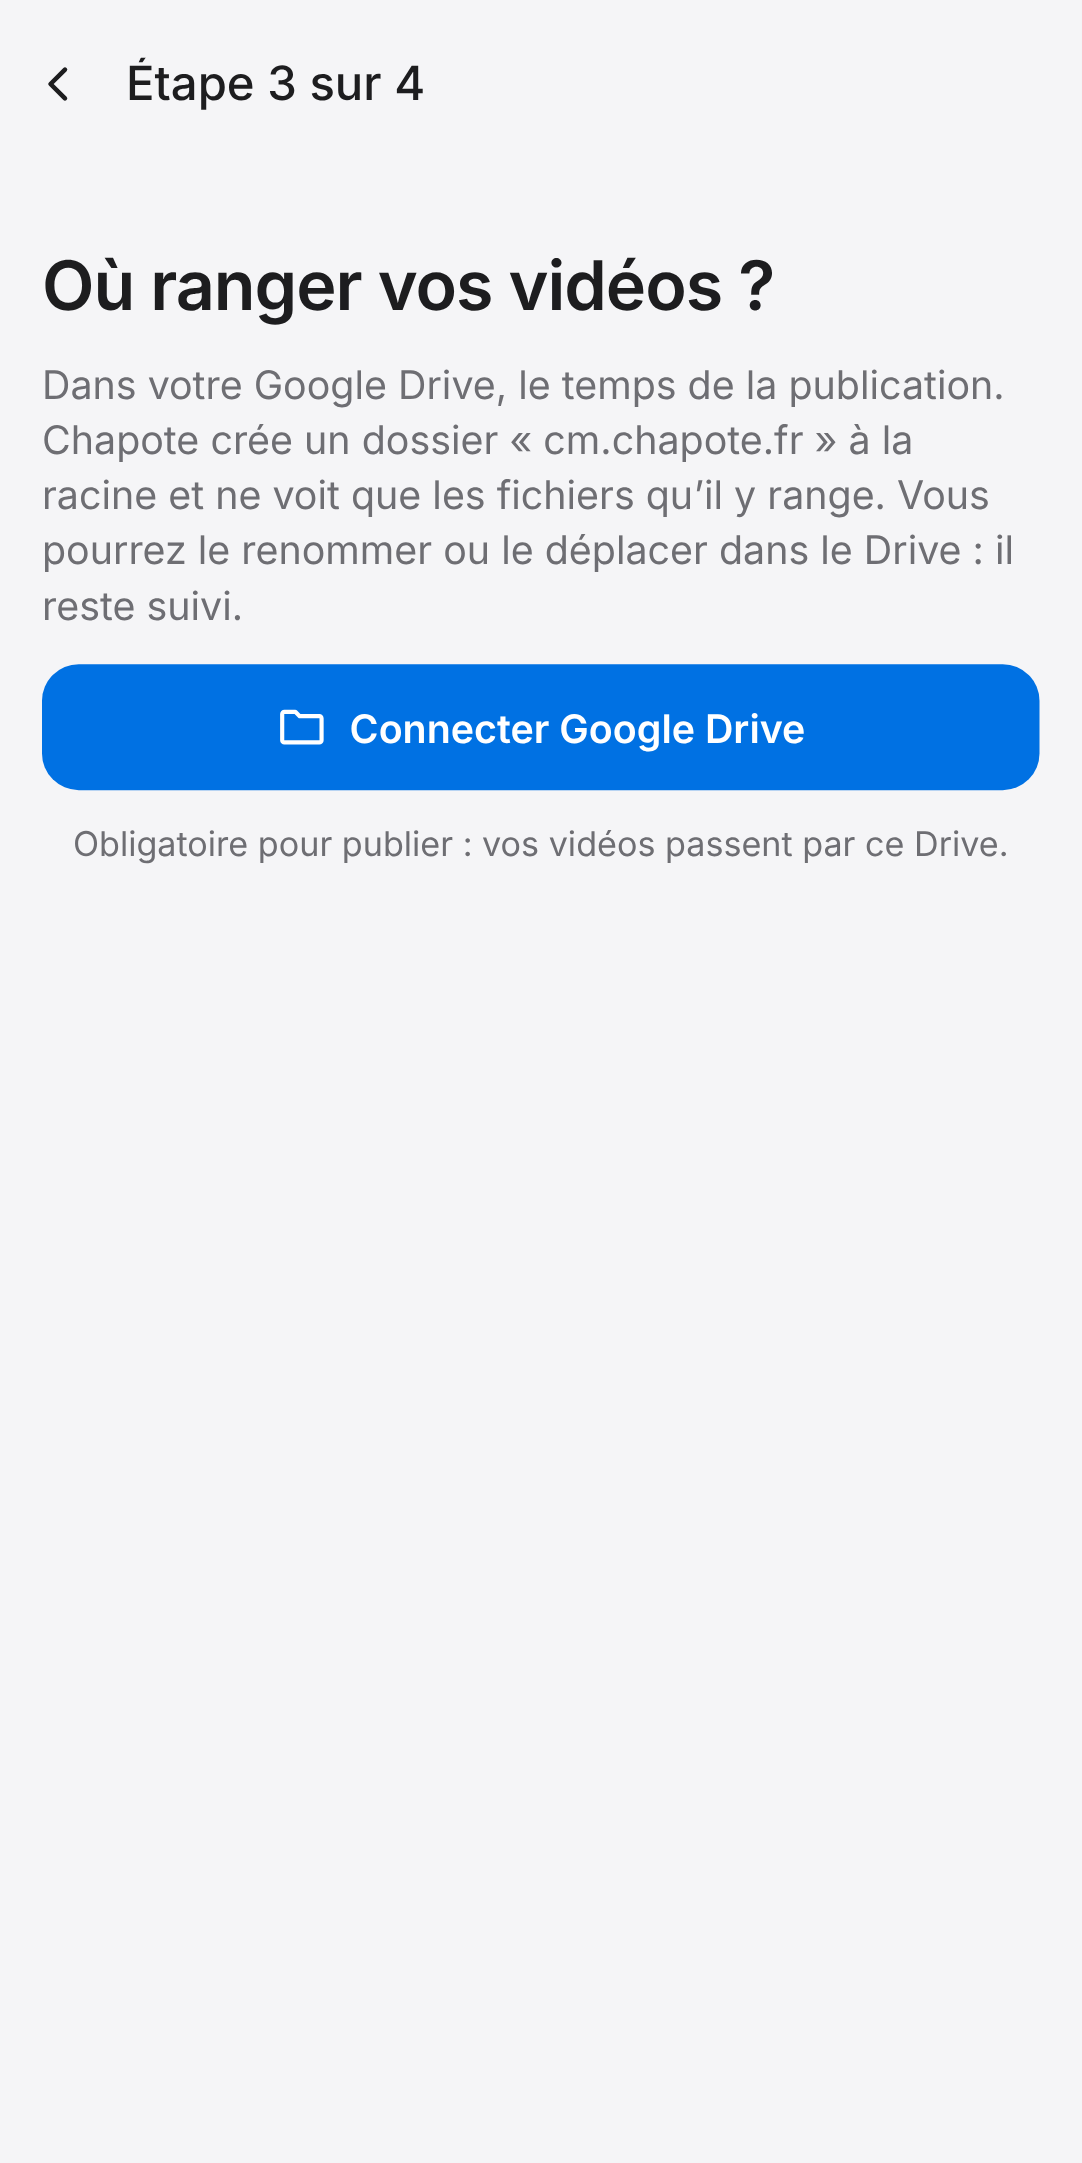 Étape 3 sur 4
Où ranger vos vidéos ?
Dans votre Google Drive, le temps de la publication.
Chapote crée un dossier « cm.chapote.fr » à la
racine et ne voit que les fichiers qu’il y range. Vous
pourrez le renommer ou le déplacer dans le Drive : il
reste suivi.
Connecter Google Drive
Obligatoire pour publier : vos vidéos passent par ce Drive.